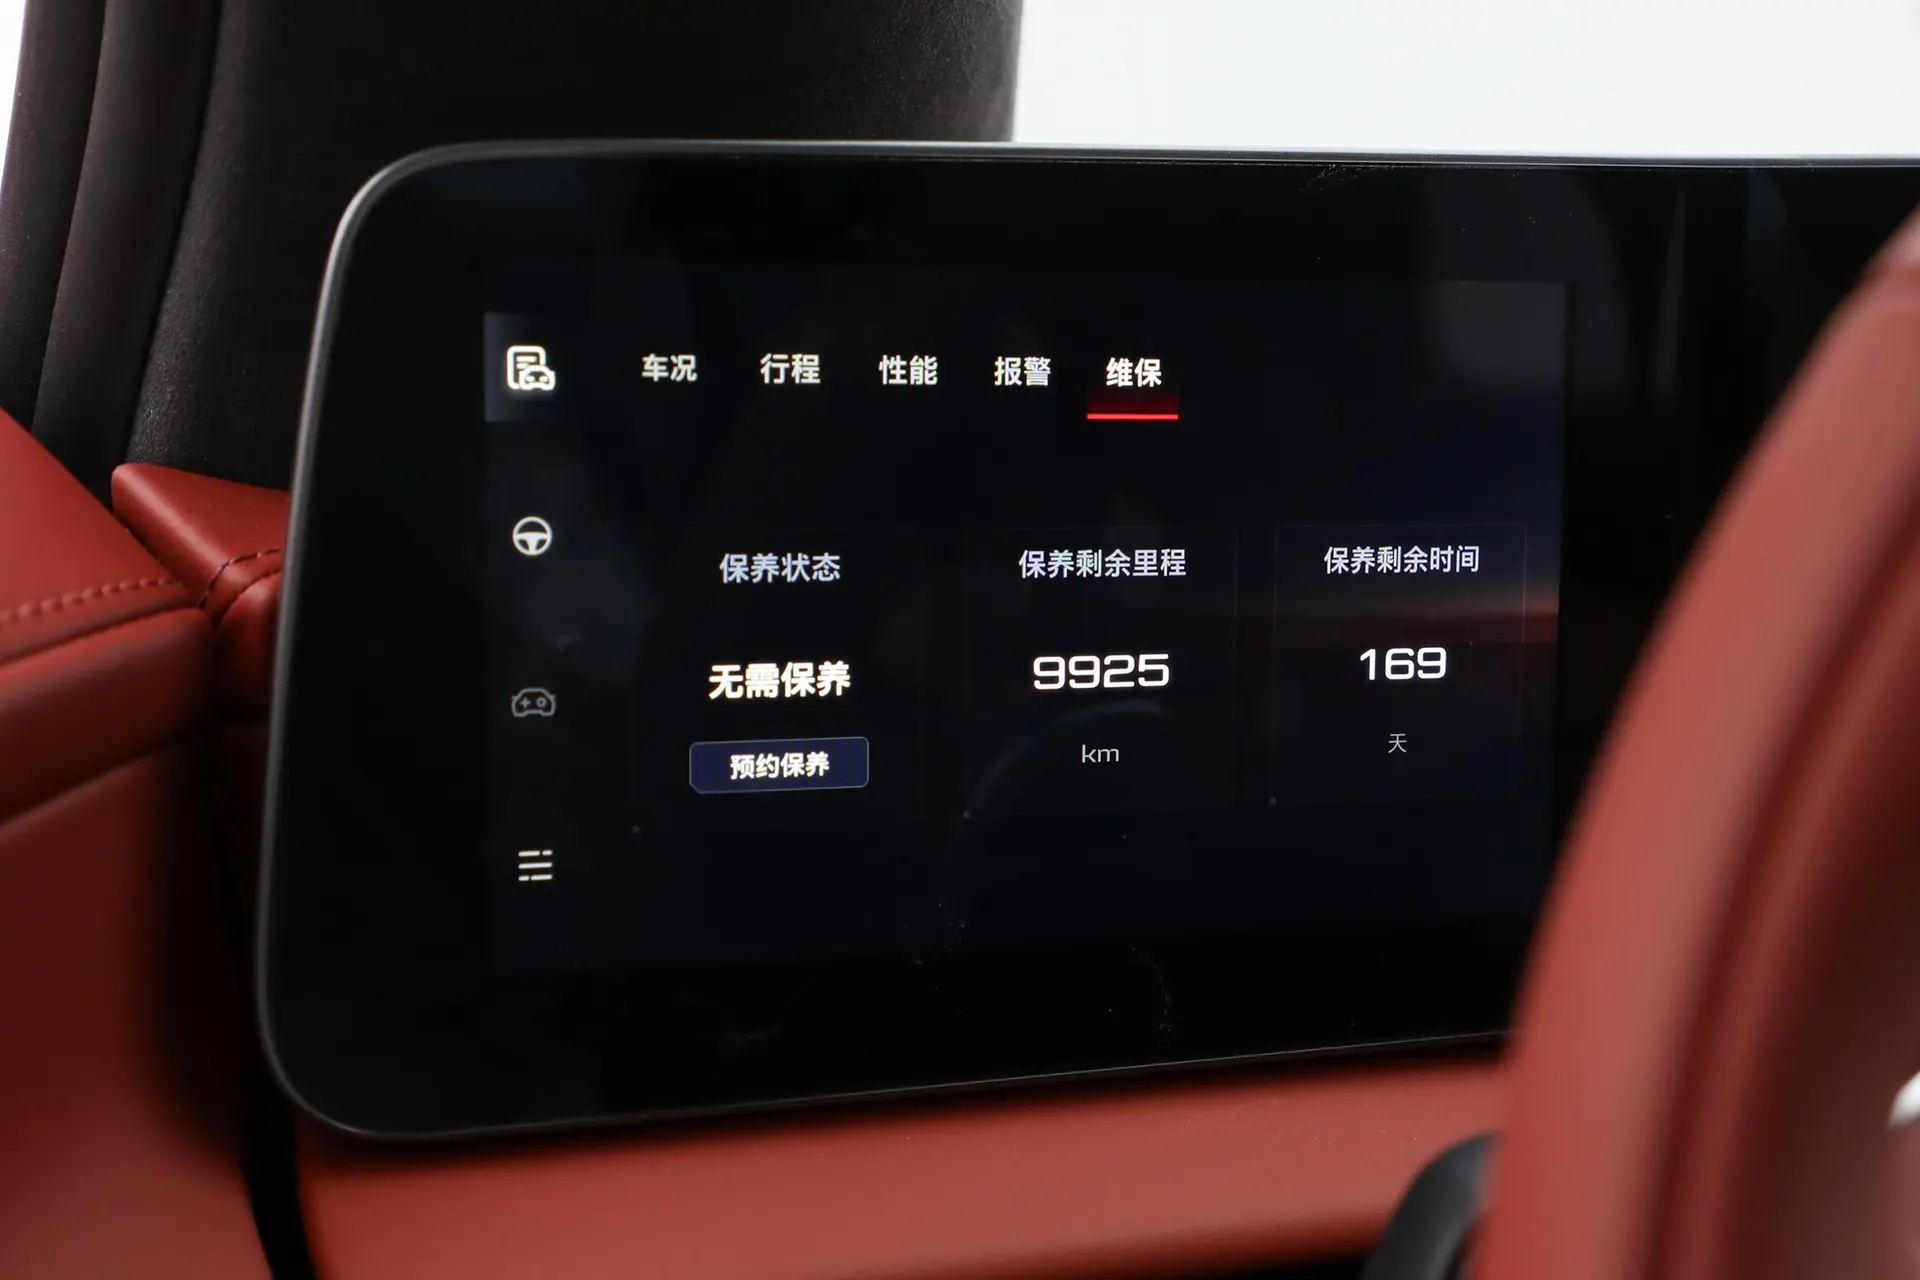 车况 行程 性能 报警 维保
保养状态 保养剩余里程 保养剩余时间
无需保养 9925 169
预约保养 km 天